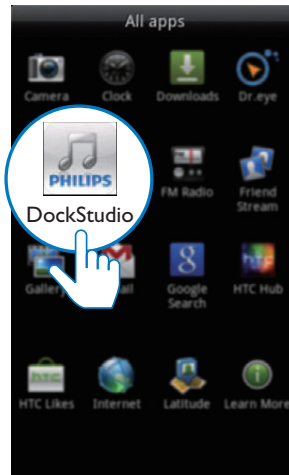 All apps
Camera
Clock
Downloads
Dr.eye
PHILIPS
DockStudio
FM Radio
Friend
Stream
Gallery
Google
Search
HTC Hub
HTC Likes
Internet
Latitude
Learn More